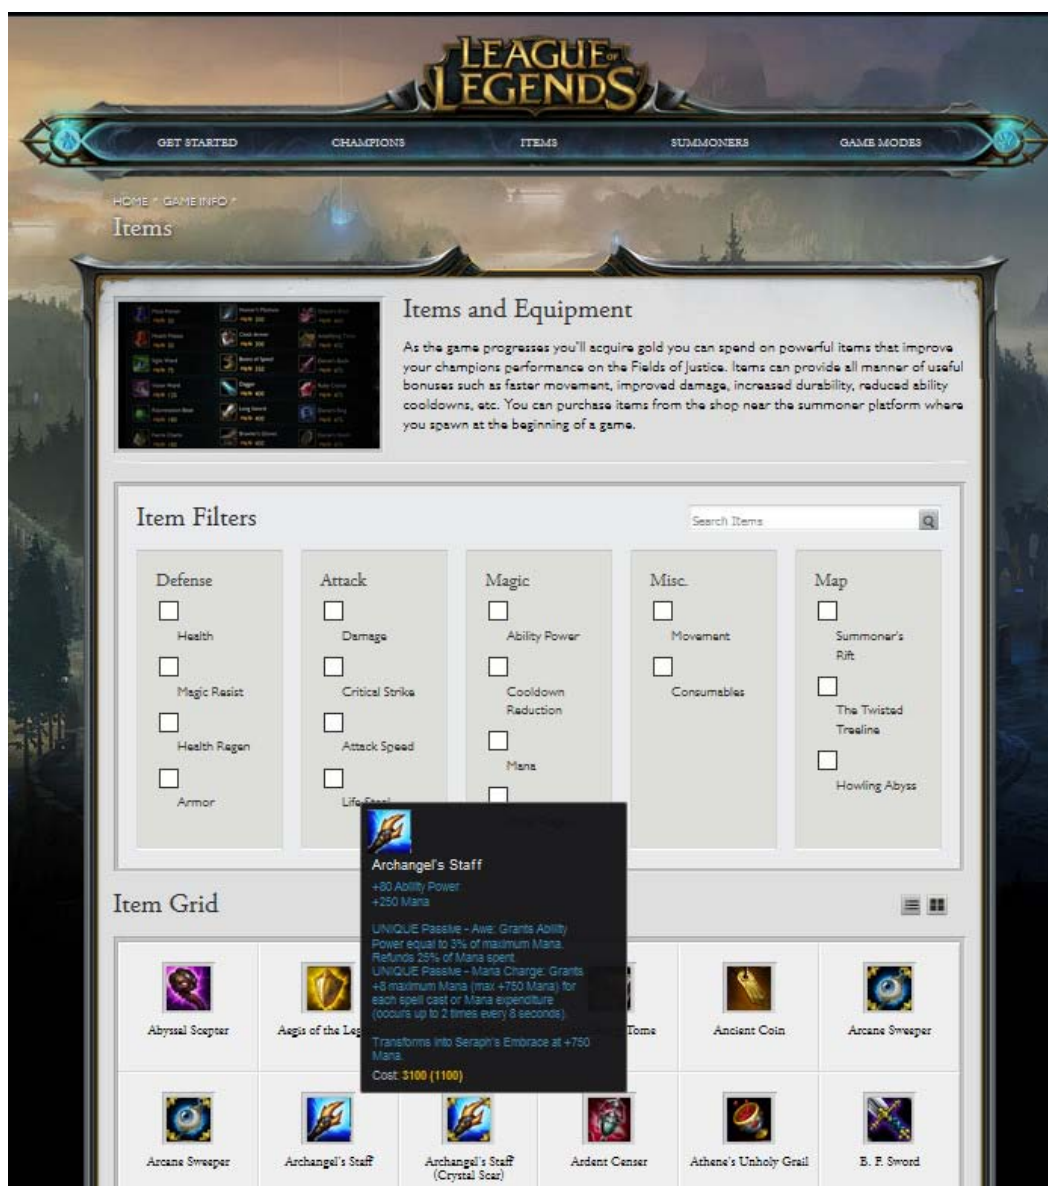 LEAGUE OF
LEGENDS
GET STARTED CHAMPIONS ITEMS SUMMONERS GAME MODES
HOME GAME INFO
Items
Items and Equipment
As the game progresses you'll acquire gold you can spend on powerful items that improve
your champions performance on the Fields of Justice. Items can provide all manner of useful
bonuses such as faster movement, improved damage, increased durability, reduced ability
cooldowns, etc. You can purchase items from the shop near the summoner platform where
you spawn at the beginning of a game.
Item Filters
Search Items
Defense
Health
Magic Resist
Health Regen
Armor
Attack
Damage
Critical Strike
Attack Speed
Life Steal
Magic
Ability Power
Cooldown
Reduction
Mana
Misc.
Movement
Consumables
Map
Summoner's
Rift
The Twisted
Treeline
Howling Abyss
Archangel's Staff
+80 Ability Power
+250 Mana
UNIQUE Passive - Awe: Grants Ability
Power equal to 3% of maximum Mana.
Refunds 25% of Mana spent.
UNIQUE Passive - Mana Charge: Grants
+8 maximum Mana (max +750 Mana) for
each spell cast or Mana expenditure
(occurs up to 2 times every 8 seconds).
Transforms into Seraph's Embrace at +750
Mana.
Cost: 3100 (1100)
Item Grid
Abyssal Scepter Aegis of the Leg Tome Ancient Coin Arcane Sweeper
Arcane Sweeper Archangel's Staff Archangel's Staff
(Crystal Scar) Ardent Censer Athene's Unholy Grail B. F. Sword